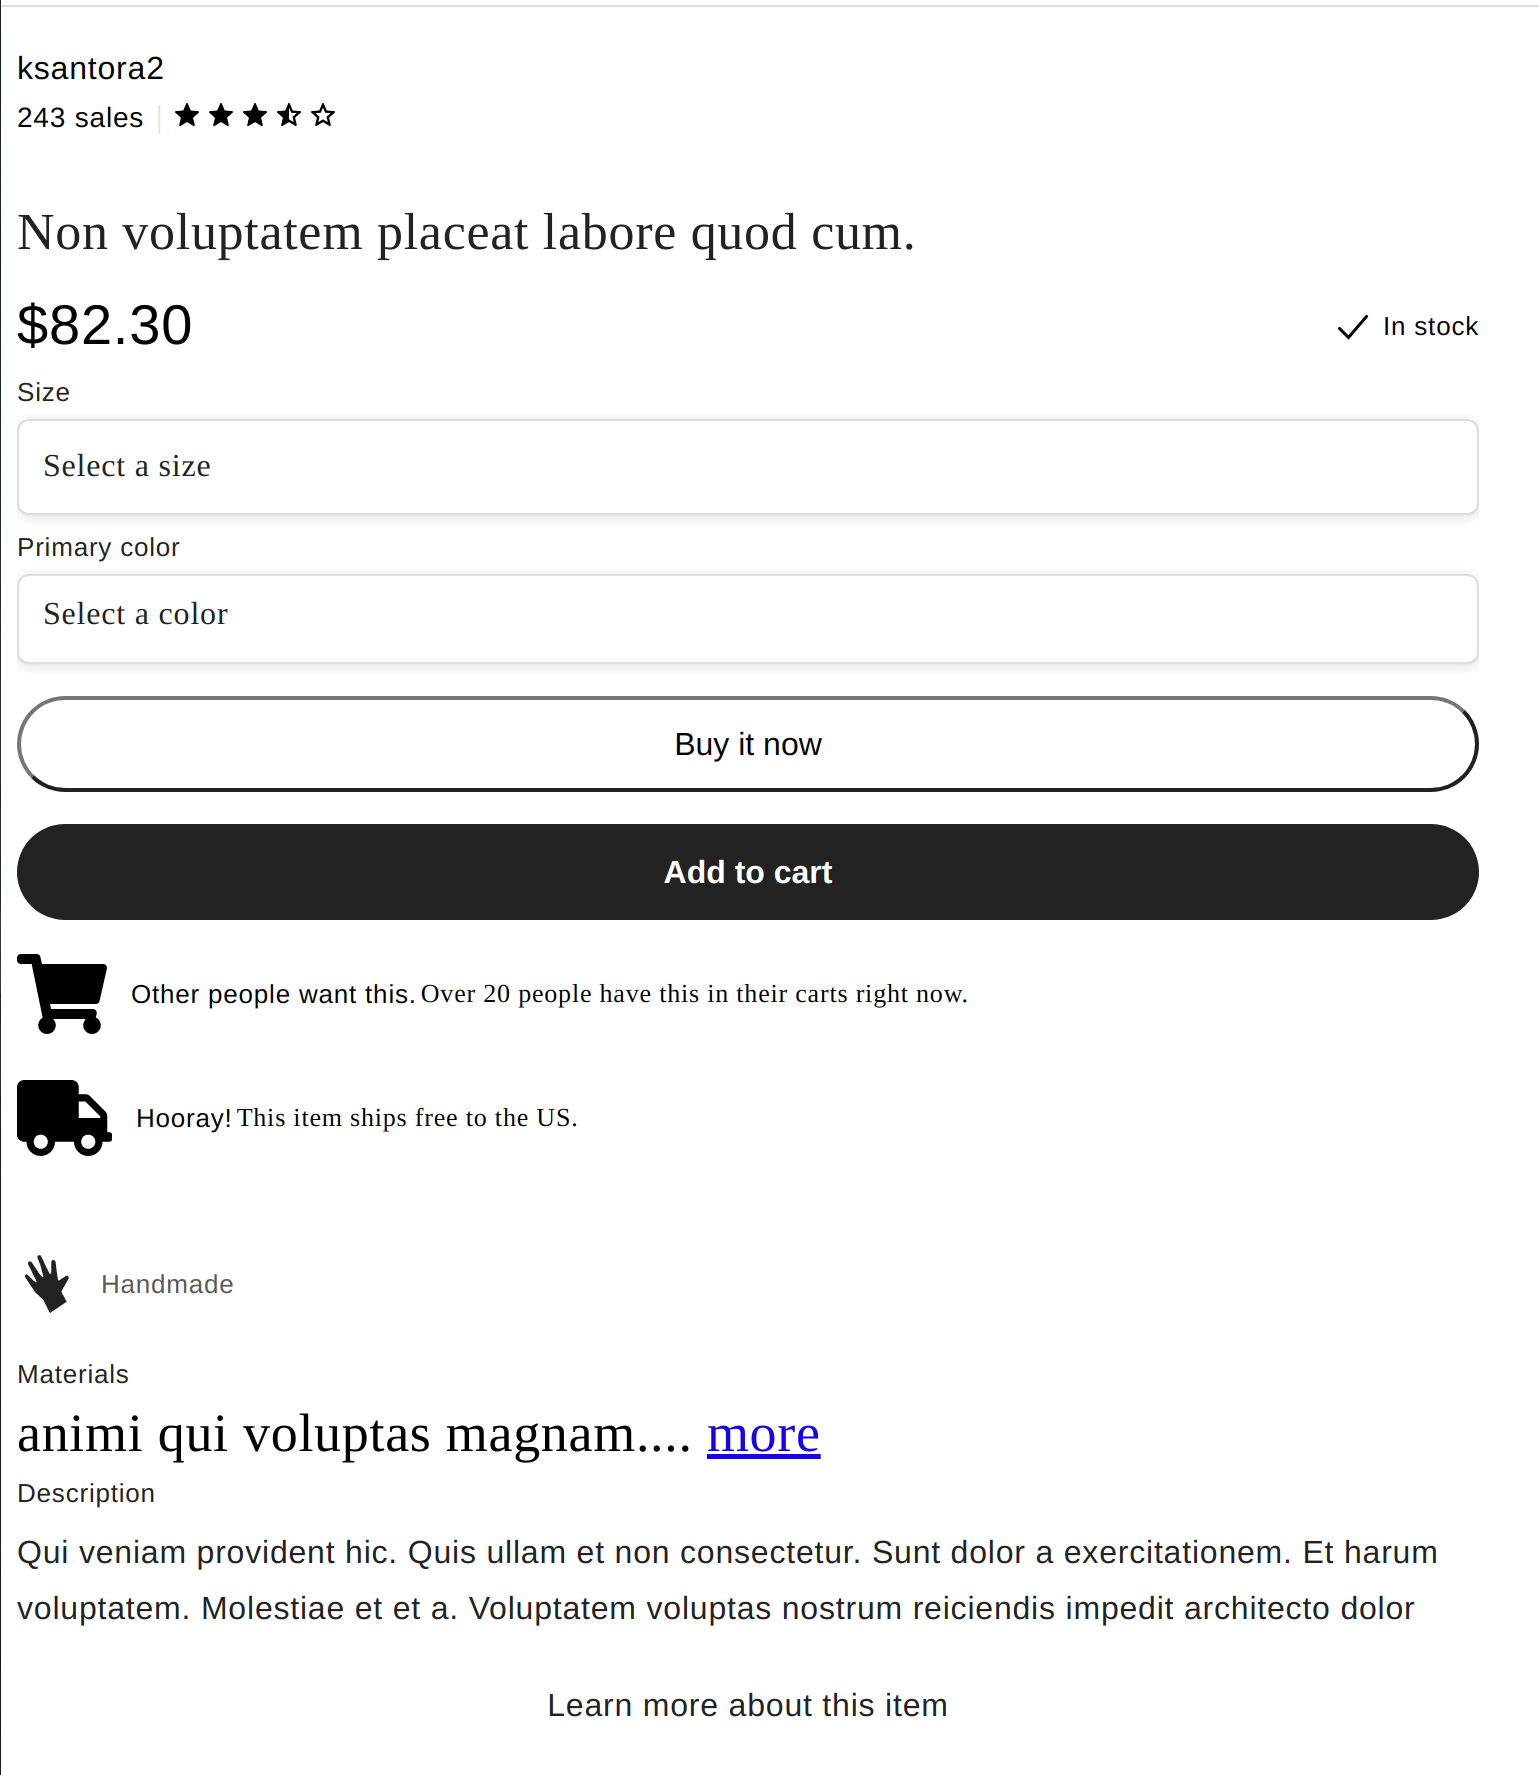 ksantora2
243 sales
Non voluptatem placeat labore quod cum.
$82.30
In stock
Size
Select a size
Primary color
Select a color
Buy it now
Add to cart
Other people want this. Over 20 people have this in their carts right now.
Hooray! This item ships free to the US.
Handmade
Materials
animi qui voluptas magnam.... more
Description
Qui veniam provident hic. Quis ullam et non consectetur. Sunt dolor a exercitationem. Et harum
voluptatem. Molestiae et et a. Voluptatem voluptas nostrum reiciendis impedit architecto dolor
Learn more about this item